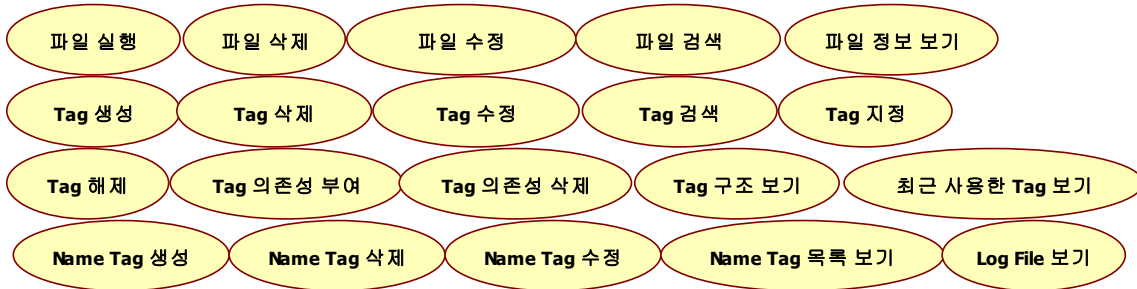 파일 실행
파일 삭제
파일 수정
파일 검색
파일 정보 보기
Tag 생성
Tag 삭제
Tag 수정
Tag 검색
Tag 지정
Tag 해제
Tag 의존성 부여
Tag 의존성 삭제
Tag 구조 보기
최근 사용한 Tag 보기
Name Tag 생성
Name Tag 삭제
Name Tag 수정
Name Tag 목록 보기
Log File 보기